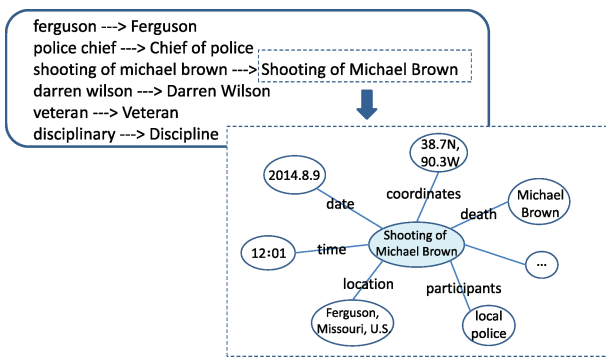 ferguson ---> Ferguson
police chief ---> Chief of police
shooting of michael brown ---> Shooting of Michael Brown
darren wilson ---> Darren Wilson
veteran ---> Veteran
disciplinary ---> Discipline
38.7N,
90.3W
2014.8.9
coordinates
Michael
Brown
date
death
Shooting of
Michael Brown
12:01
time
...
location
participants
Ferguson,
Missouri, U.S
local
police